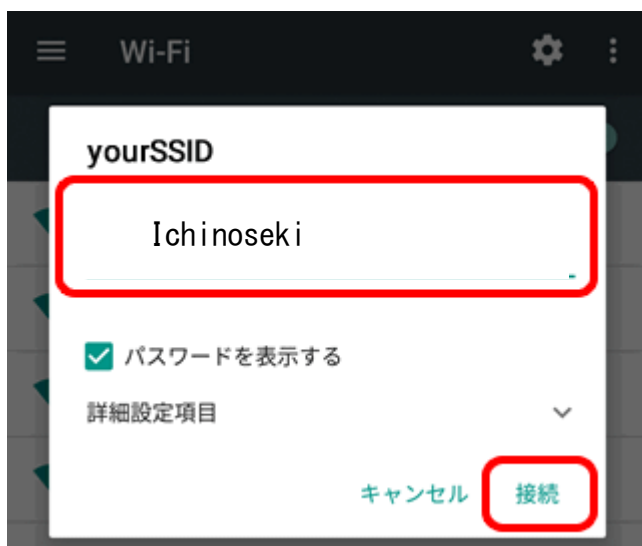 Wi-Fi
yourSSID
Ichinoseki
パスワードを表示する
詳細設定項目
キャンセル 接続